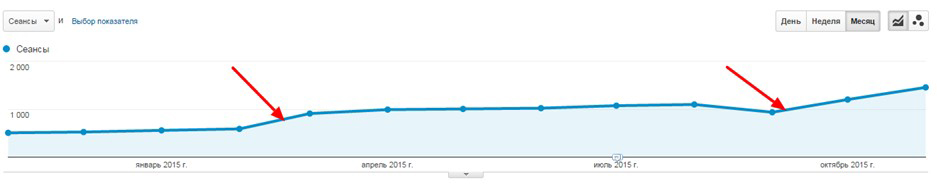 Сеансы и Выбор показателя День Неделя Месяц
Сеансы
2 000
1 000
январь 2015 г. апрель 2015 г. июль 2015 г. октябрь 2015 г.